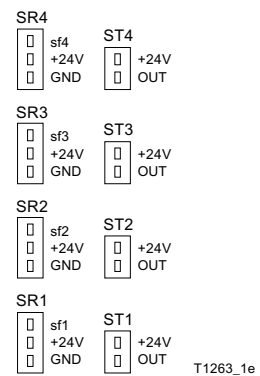 SR4
sf4
+24V
GND
ST4
+24V
OUT
SR3
sf3
+24V
GND
ST3
+24V
OUT
SR2
sf2
+24V
GND
ST2
+24V
OUT
SR1
sf1
+24V
GND
ST1
+24V
OUT
T1263_1e